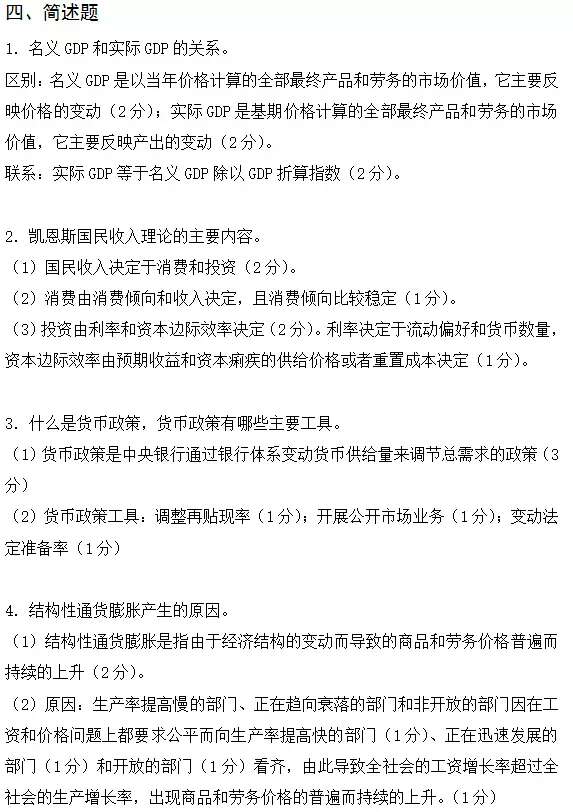 四、简述题
1. 名义GDP和实际GDP的关系。
区别：名义GDP是以当年价格计算的全部最终产品和劳务的市场价值，它主要反
映价格的变动（2分）；实际GDP是基期价格计算的全部最终产品和劳务的市场
价值，它主要反映产出的变动（2分）。
联系：实际GDP等于名义GDP除以GDP折算指数（2分）。
2. 凯恩斯国民收入理论的主要内容。
（1）国民收入决定于消费和投资（2分）。
（2）消费由消费倾向和收入决定，且消费倾向比较稳定（1分）。
（3）投资由利率和资本边际效率决定（2分）。利率决定于流动偏好和货币数量，
资本边际效率由预期收益和资本痢疾的供给价格或者重置成本决定（1分）。
3. 什么是货币政策，货币政策有哪些主要工具。
（1）货币政策是中央银行通过银行体系变动货币供给量来调节总需求的政策（3
分）
（2）货币政策工具：调整再贴现率（1分）；开展公开市场业务（1分）；变动法
定准备率（1分）
4. 结构性通货膨胀产生的原因。
（1）结构性通货膨胀是指由于经济结构的变动而导致的商品和劳务价格普遍而
持续的上升（2分）。
（2）原因：生产率提高慢的部门、正在趋向衰落的部门和非开放的部门因在工
资和价格问题上都要求公平而向生产率提高快的部门（1分）、正在迅速发展的
部门（1分）和开放的部门（1分）看齐，由此导致全社会的工资增长率超过全
社会的生产增长率，出现商品和劳务价格的普遍而持续的上升。（1分）